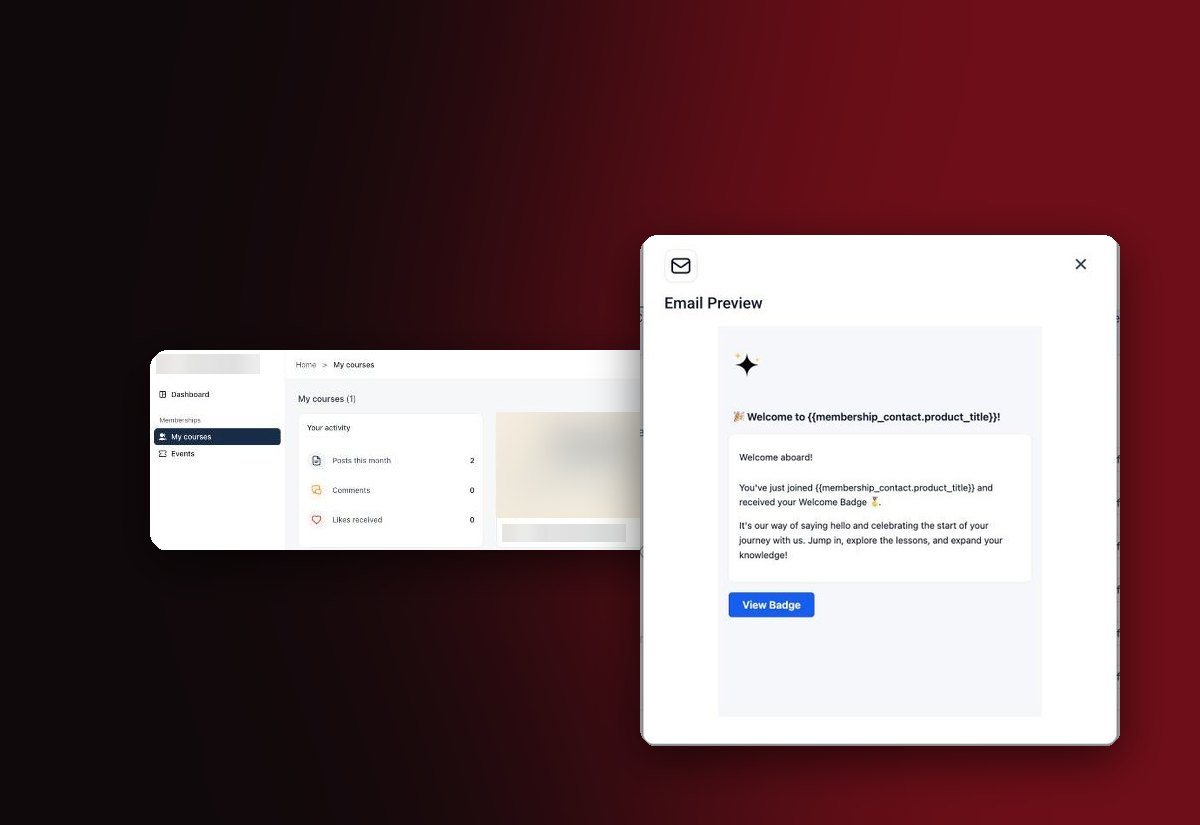 Home > My courses
Dashboard
Memberships
My courses
Events
My courses (1)
Your activity
Posts this month 2
Comments 0
Likes received 0
Email Preview
🎉 Welcome to {{membership_contact.product_title}}!
Welcome aboard!
You've just joined {{membership_contact.product_title}} and
received your Welcome Badge 🏅.
It's our way of saying hello and celebrating the start of your
journey with us. Jump in, explore the lessons, and expand your
knowledge!
View Badge